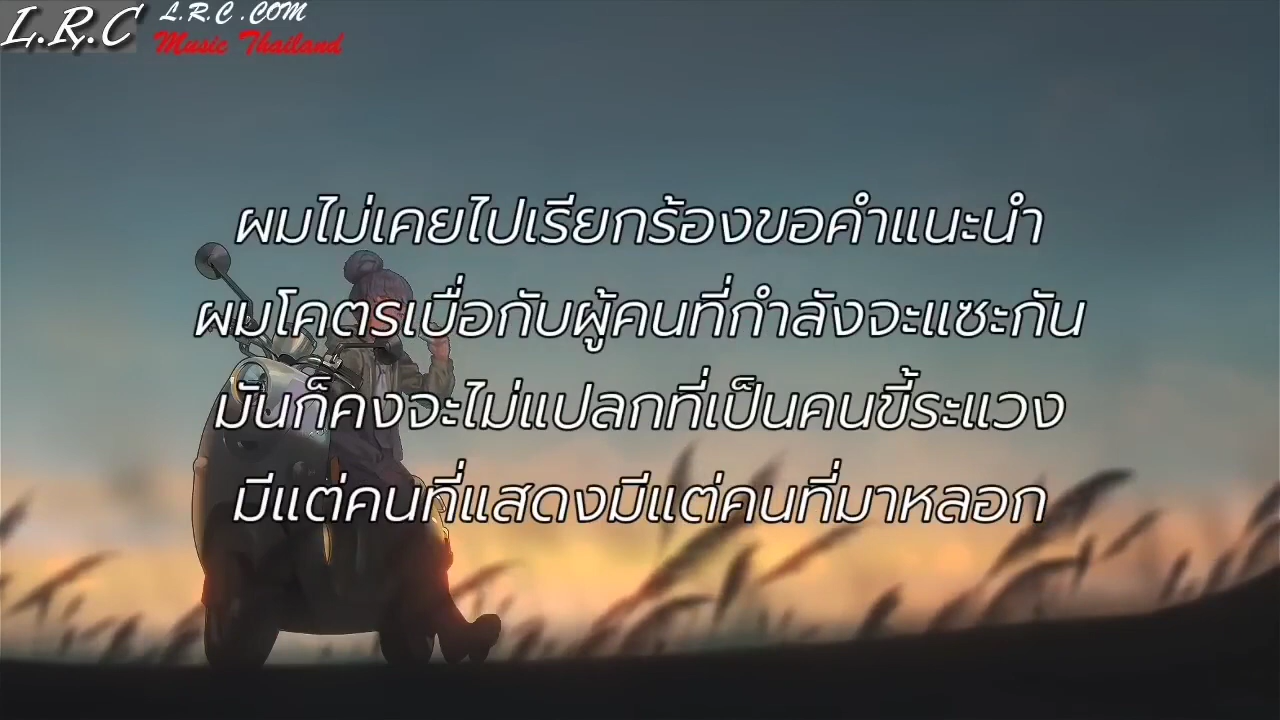 L.R.C
L.R.C .COM
Music Thailand
ผมไม่เคยไปเรียกร้องขอคำแนะนำ
ผมโคตรเบื่อกับผู้คนที่กำลังจะแซะกัน
มันก็คงจะไม่แปลกที่เป็นคนขี้ระแวง
มีแต่คนที่แสดงมีแต่คนที่มาหลอก